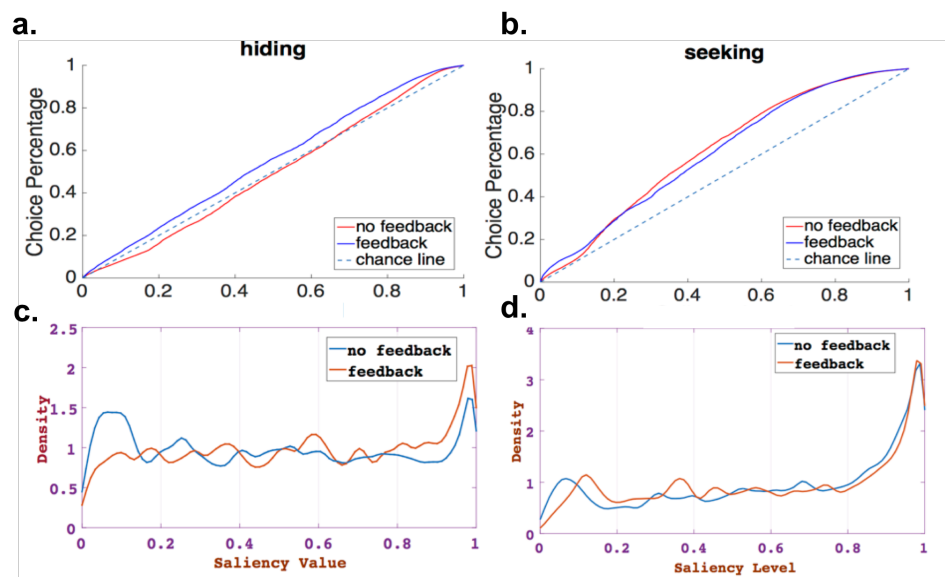 a.
hiding
Choice Percentage
1
0.8
0.6
0.4
0.2
0
0 0.2 0.4 0.6 0.8 1
no feedback
feedback
chance line
b.
seeking
Choice Percentage
1
0.8
0.6
0.4
0.2
0
0 0.2 0.4 0.6 0.8 1
no feedback
feedback
chance line
c.
Density
2.5
2
1.5
1
0.5
0
0 0.2 0.4 0.6 0.8 1
Saliency Value
no feedback
feedback
d.
Density
4
3
2
1
0
0 0.2 0.4 0.6 0.8 1
Saliency Level
no feedback
feedback